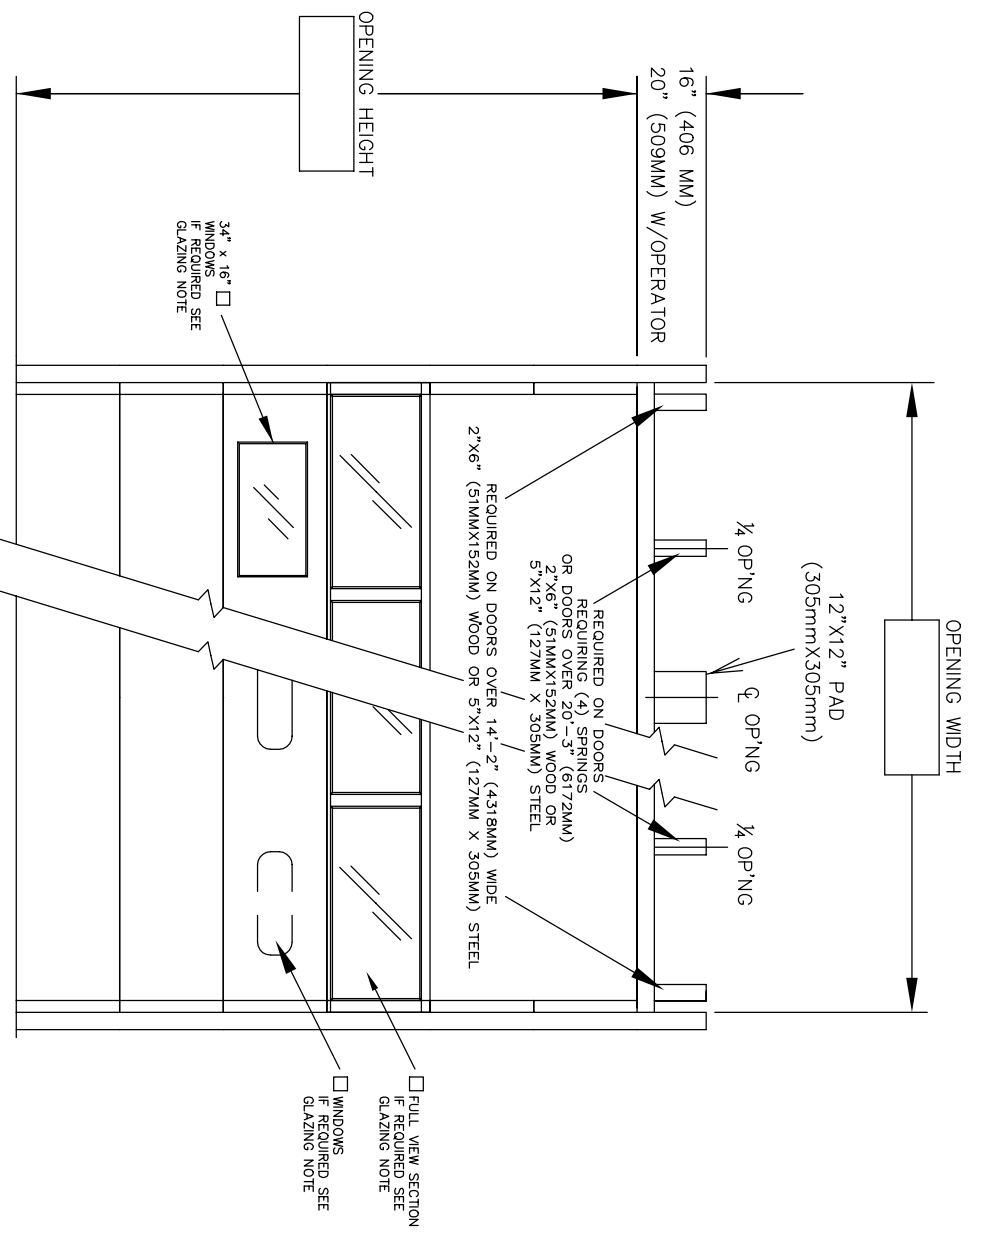 OPENING WIDTH
12"X12" PAD
(305mmX305mm)
¼ OP'NG
℄ OP'NG
¼ OP'NG
16" (406 MM)
20" (509MM) W/OPERATOR
REQUIRED ON DOORS
REQUIRING (4) SPRINGS
OR DOORS OVER 20'-3" (6172MM)
2"X6" (51MMX152MM) WOOD OR
5"X12" (127MM X 305MM) STEEL
REQUIRED ON DOORS OVER 14'-2" (4318MM) WIDE
2"X6" (51MMX152MM) WOOD OR 5"X12" (127MM X 305MM) STEEL
OPENING HEIGHT
FULL VIEW SECTION
IF REQUIRED SEE
GLAZING NOTE
WINDOWS
IF REQUIRED SEE
GLAZING NOTE
34" x 16"
WINDOWS
IF REQUIRED SEE
GLAZING NOTE